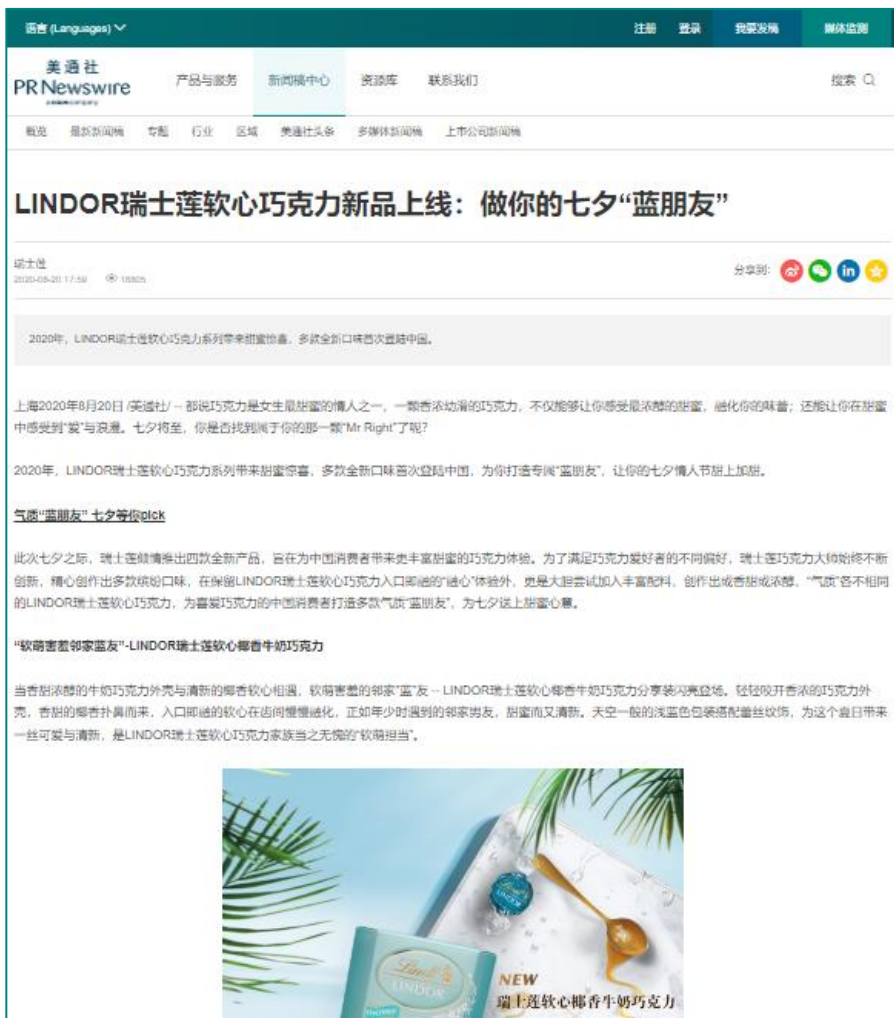 语言 (Languages)
注册
登录
我要发稿
媒体监测
美通社
PR Newswire
产品与服务
新闻稿中心
资源库
联系我们
搜索
概览
最新新闻稿
专题
行业
区域
美通社头条
多媒体新闻稿
上市公司新闻稿
LINDOR瑞士莲软心巧克力新品上线：做你的七夕“蓝朋友”
瑞士莲
2020-08-20 17:59
分享到:
2020年，LINDOR瑞士莲软心巧克力系列带来甜蜜惊喜，多款全新口味首次登陆中国。
上海2020年8月20日 /美通社/ -- 都说巧克力是女生最甜蜜的情人之一，一颗香浓幼滑的巧克力，不仅能够让你感受最浓醇的甜蜜，融化你的味蕾；还能让你在甜蜜
中感受到“爱”与浪漫。七夕将至，你是否找到属于你的那一颗“Mr Right”了呢？
2020年，LINDOR瑞士莲软心巧克力系列带来甜蜜惊喜，多款全新口味首次登陆中国，为你打造专属“蓝朋友”，让你的七夕情人节甜上加甜。
气质“蓝朋友” 七夕等你pick
此次七夕之际，瑞士莲倾情推出四款全新产品，旨在为中国消费者带来更丰富甜蜜的巧克力体验。为了满足巧克力爱好者的不同偏好，瑞士莲巧克力大师始终不断
创新，精心创作出多款缤纷口味，在保留LINDOR瑞士莲软心巧克力入口即融的“融心”体验外，更是大胆尝试加入丰富配料，创作出或香甜或浓醇，“气质”各不相同
的LINDOR瑞士莲软心巧克力，为喜爱巧克力的中国消费者打造多款气质“蓝朋友”，为七夕送上甜蜜心意。
“软萌害羞邻家蓝友”-LINDOR瑞士莲软心椰香牛奶巧克力
当香甜浓醇的牛奶巧克力外壳与清新的椰香软心相遇，软萌害羞的邻家“蓝”友 -- LINDOR瑞士莲软心椰香牛奶巧克力分享装闪亮登场。轻轻咬开香浓的巧克力外
壳，香甜的椰香扑鼻而来，入口即融的软心在齿间慢慢融化，正如年少时遇到的邻家男友，甜蜜而又清新。天空一般的浅蓝色包装搭配蕾丝纹饰，为这个夏日带来
一丝可爱与清新，是LINDOR瑞士莲软心巧克力家族当之无愧的“软萌担当”。
Lindt
LINDOR
Lindt
LINDOR
NEW
瑞士莲软心椰香牛奶巧克力